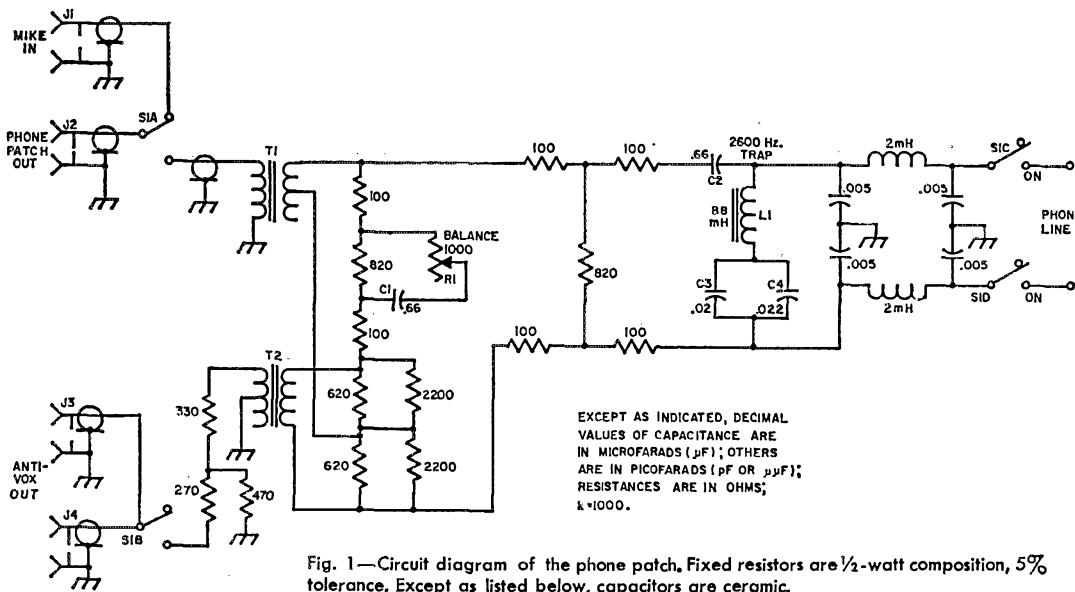 J1
MIKE
IN
J2
S1A
PHONE
PATCH
OUT
T1
100
820
BALANCE
1000
R1
C1
.66
100
100
100
.66
C2
2600 Hz.
TRAP
88
mH
L1
820
C3
.02
C4
.022
100
100
2mH
.005
.005
.005
.005
2mH
S1C
ON
PHON
LINE
S1D
ON
T2
330
620
2200
620
2200
J3
ANTI-
VOX
OUT
270
470
J4
S1B
EXCEPT AS INDICATED, DECIMAL
VALUES OF CAPACITANCE ARE
IN MICROFARADS (µF); OTHERS
ARE IN PICOFARADS (pF OR µµF);
RESISTANCES ARE IN OHMS;
k=1000.
Fig. 1—Circuit diagram of the phone patch. Fixed resistors are ½-watt composition, 5%
tolerance. Except as listed below, capacitors are ceramic.